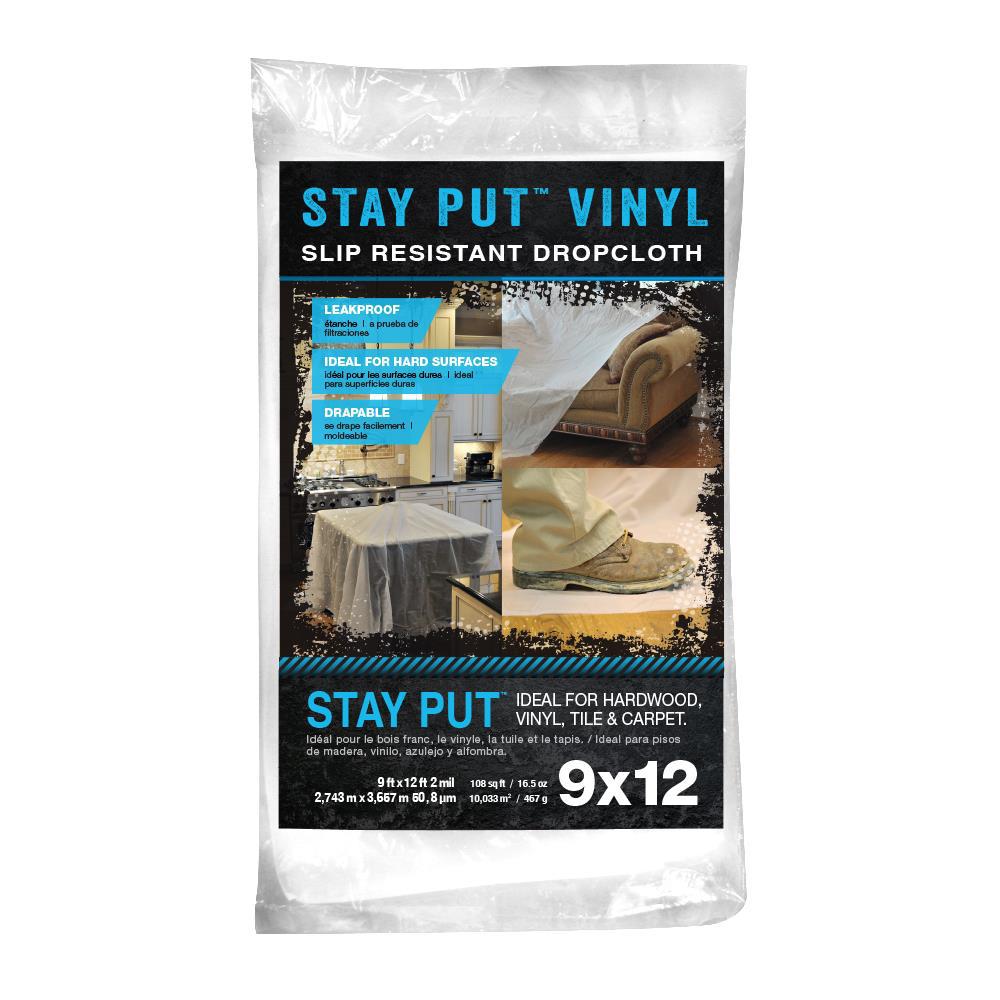 STAY PUT™ VINYL
SLIP RESISTANT DROPCLOTH
LEAKPROOF
étanche | a prueba de
filtraciones
IDEAL FOR HARD SURFACES
idéal pour les surfaces dures | ideal
para superficies duras
DRAPABLE
se drape facilement |
moldeable
STAY PUT™ IDEAL FOR HARDWOOD,
VINYL, TILE & CARPET.
Idéal pour le bois franc, le vinyle, la tuile et le tapis. / Ideal para pisos
de madera, vinilo, azulejo y alfombra.
9 ft x 12 ft 2 mil 108 sq ft / 16.5 oz
2,743 m x 3,657 m 50,8 µm 10,033 m² / 467 g
9x12